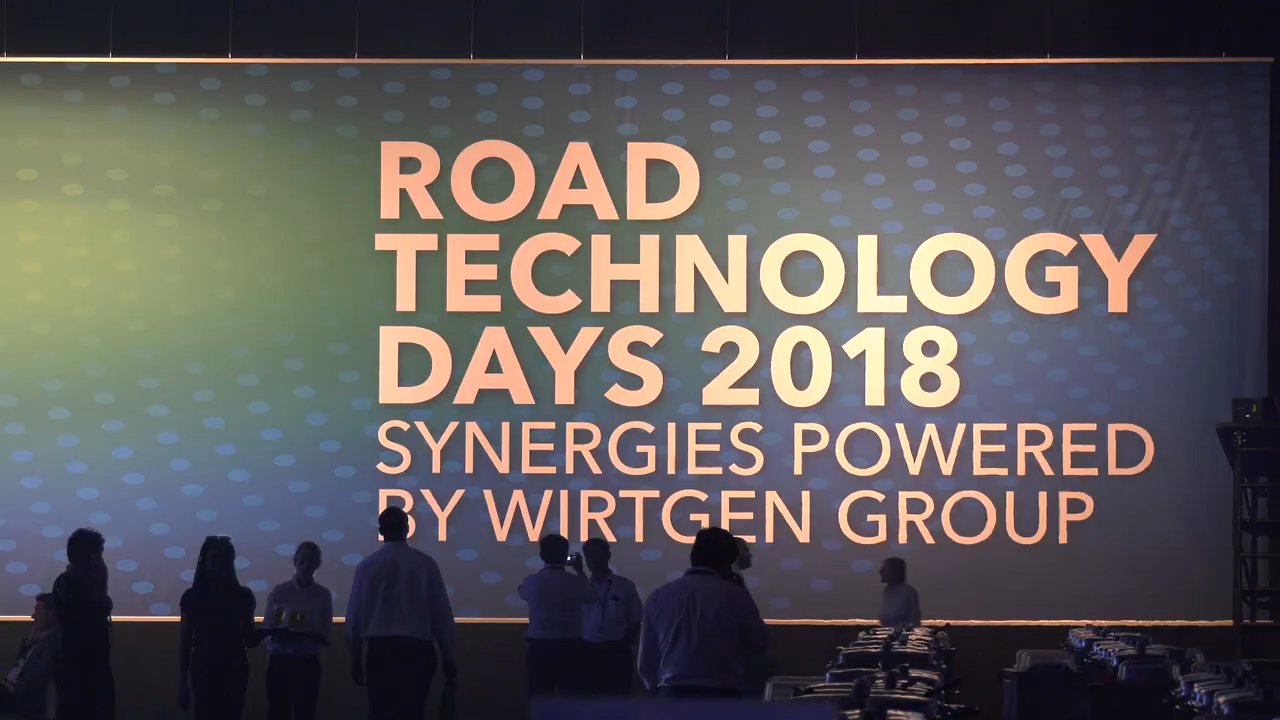 ROAD
TECHNOLOGY
DAYS 2018
SYNERGIES POWERED
BY WIRTGEN GROUP